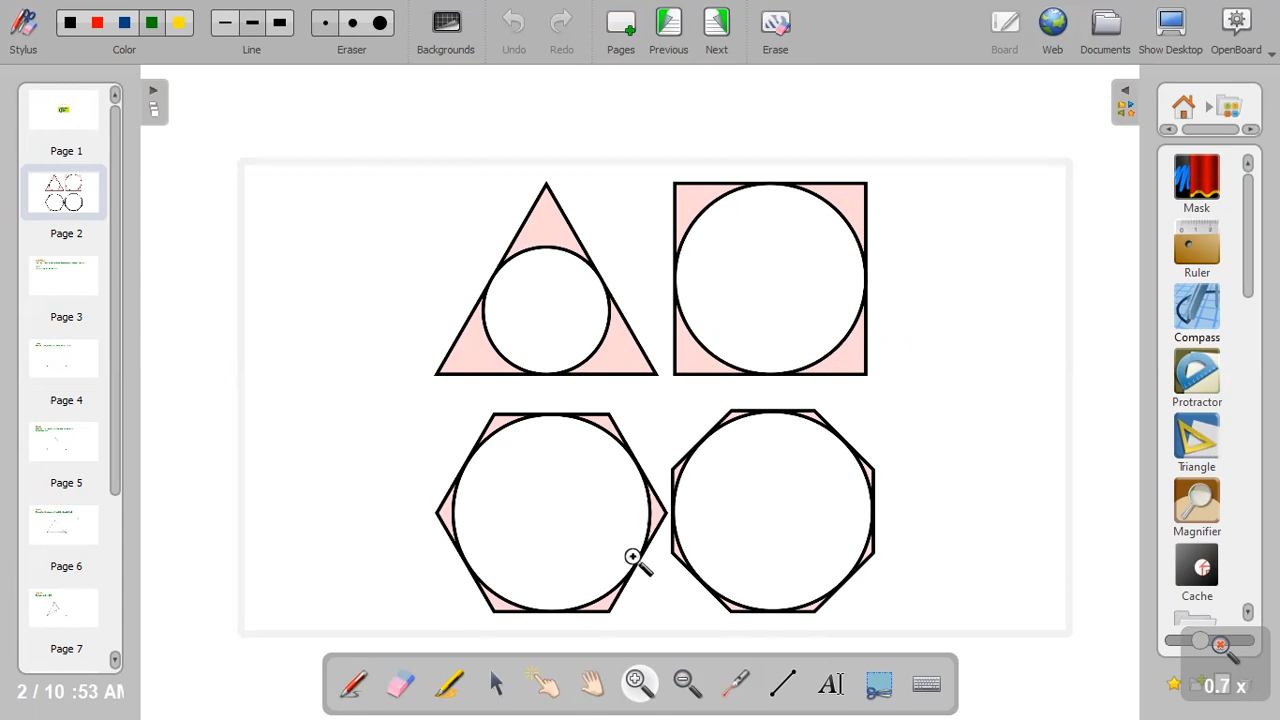 Stylus Color Line Eraser Backgrounds Undo Redo Pages Previous Next Erase Board Web Documents Show Desktop OpenBoard
Page 1
Page 2
Page 3
Page 4
Page 5
Page 6
Page 7
2 / 10 :53 AM
Mask
Ruler
Compass
Protractor
Triangle
Magnifier
Cache
0.7 x